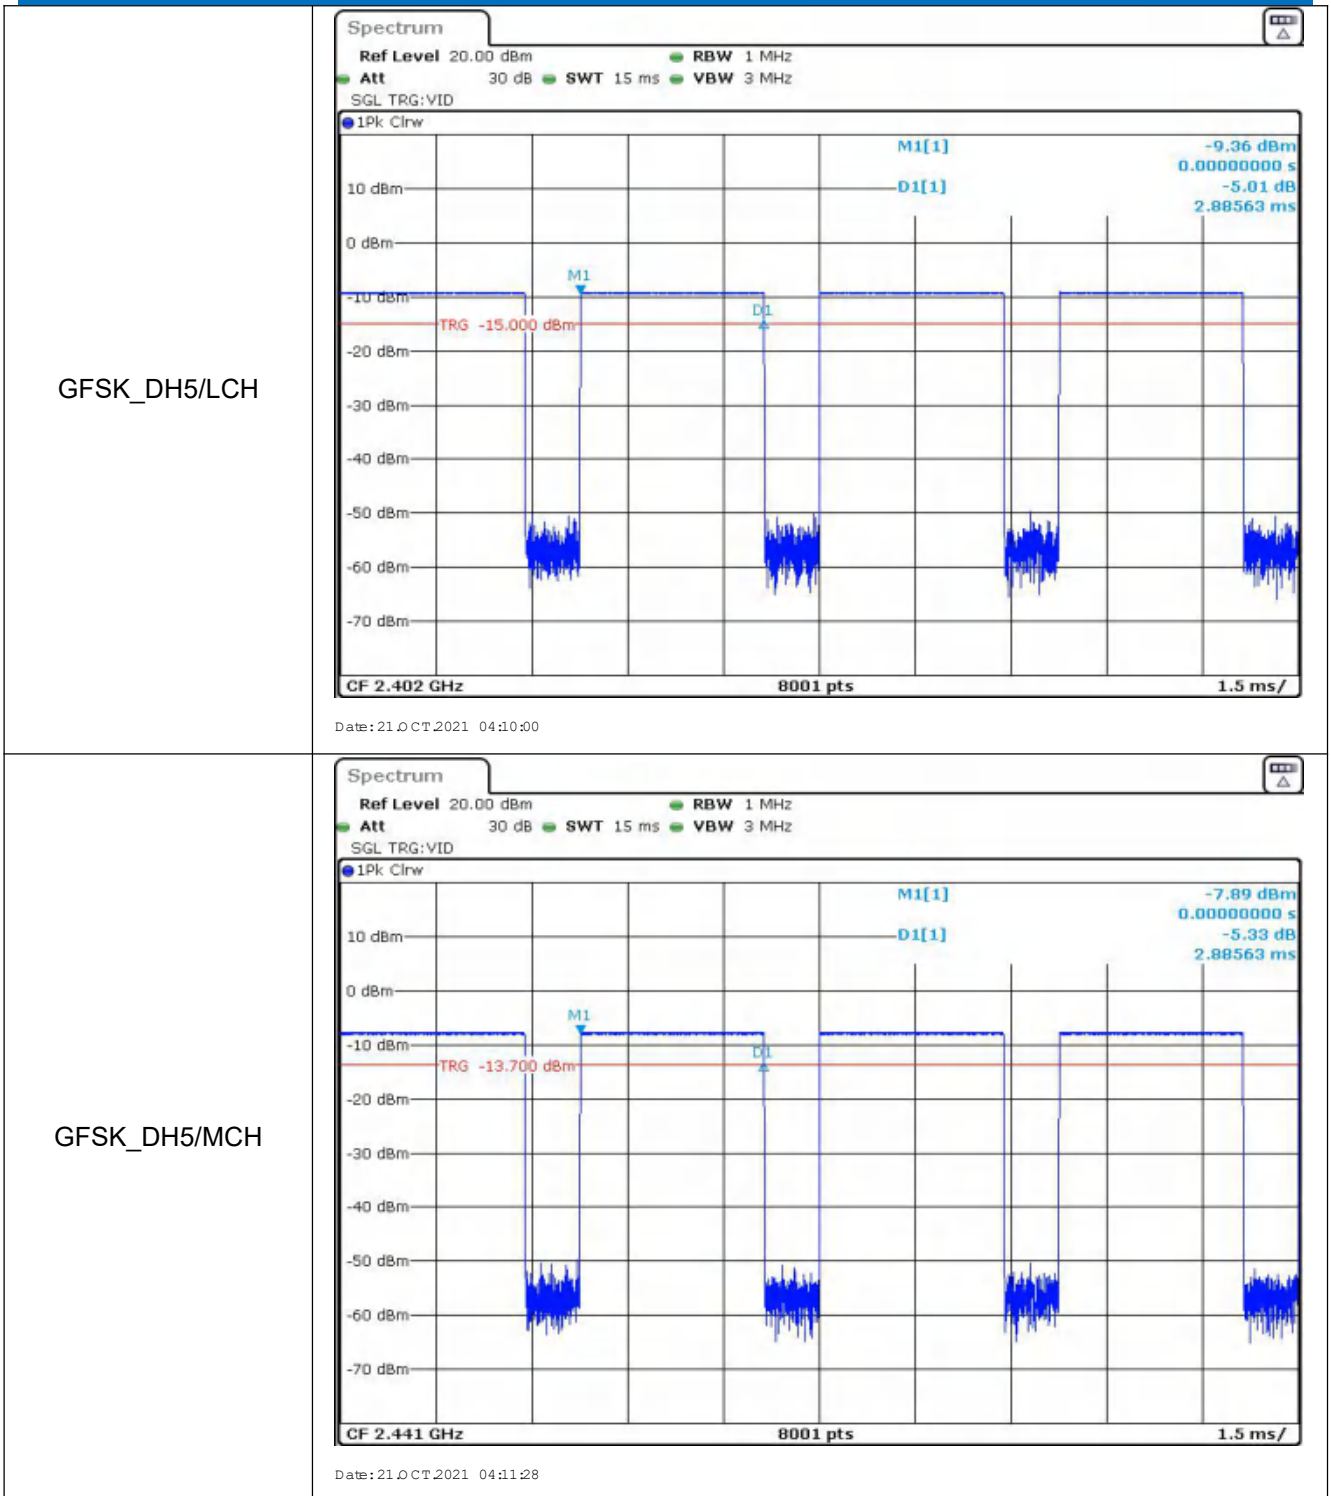 GFSK_DH5/LCH
Spectrum
Ref Level 20.00 dBm RBW 1 MHz
Att 30 dB SWT 15 ms VBW 3 MHz
SGL TRG:VID
1Pk Clrw
M1[1] -9.36 dBm
0.00000000 s
10 dBm D1[1] -5.01 dB
2.88563 ms
0 dBm
M1
-10 dBm
D1
TRG -15.000 dBm
-20 dBm
-30 dBm
-40 dBm
-50 dBm
-60 dBm
-70 dBm
CF 2.402 GHz 8001 pts 1.5 ms/
Date: 21.OCT.2021 04:10:00
GFSK_DH5/MCH
Spectrum
Ref Level 20.00 dBm RBW 1 MHz
Att 30 dB SWT 15 ms VBW 3 MHz
SGL TRG:VID
1Pk Clrw
M1[1] -7.89 dBm
0.00000000 s
10 dBm D1[1] -5.33 dB
2.88563 ms
0 dBm
M1
-10 dBm
D1
TRG -13.700 dBm
-20 dBm
-30 dBm
-40 dBm
-50 dBm
-60 dBm
-70 dBm
CF 2.441 GHz 8001 pts 1.5 ms/
Date: 21.OCT.2021 04:11:28